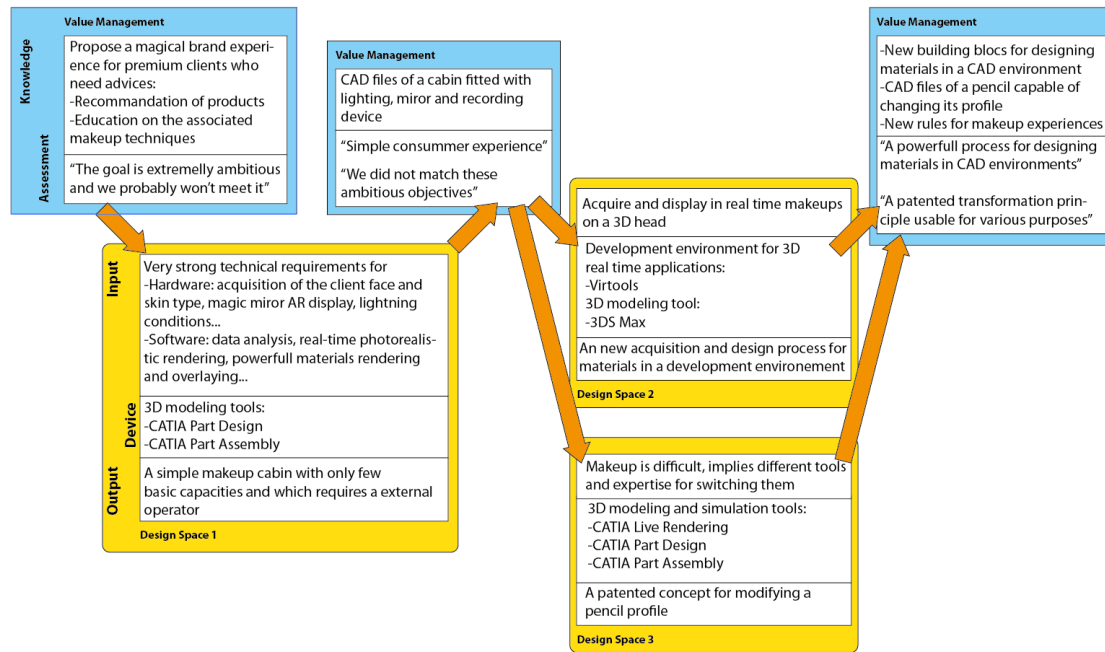 Value Management
Knowledge
Assessment
Propose a magical brand experi-
ence for premium clients who
need advices:
-Recommandation of products
-Education on the associated
makeup techniques
“The goal is extremelly ambitious
and we probably won’t meet it”
Input
Device
Output
Very strong technical requirements for
-Hardware: acquisition of the client face and
skin type, magic miror AR display, lightning
conditions...
-Software: data analysis, real-time photorealis-
tic rendering, powerfull materials rendering
and overlaying...
3D modeling tools:
-CATIA Part Design
-CATIA Part Assembly
A simple makeup cabin with only few
basic capacities and which requires a external
operator
Design Space 1
Value Management
CAD files of a cabin fitted with
lighting, miror and recording
device
“Simple consummer experience”
“We did not match these
ambitious objectives”
Acquire and display in real time makeups
on a 3D head
Development environment for 3D
real time applications:
-Virtools
3D modeling tool:
-3DS Max
An new acquisition and design process for
materials in a development environement
Design Space 2
Makeup is difficult, implies different tools
and expertise for switching them
3D modeling and simulation tools:
-CATIA Live Rendering
-CATIA Part Design
-CATIA Part Assembly
A patented concept for modifying a
pencil profile
Design Space 3
Value Management
-New building blocs for designing
materials in a CAD environment
-CAD files of a pencil capable of
changing its profile
-New rules for makeup experiences
“A powerfull process for designing
materials in CAD environments”
“A patented transformation prin-
ciple usable for various purposes”